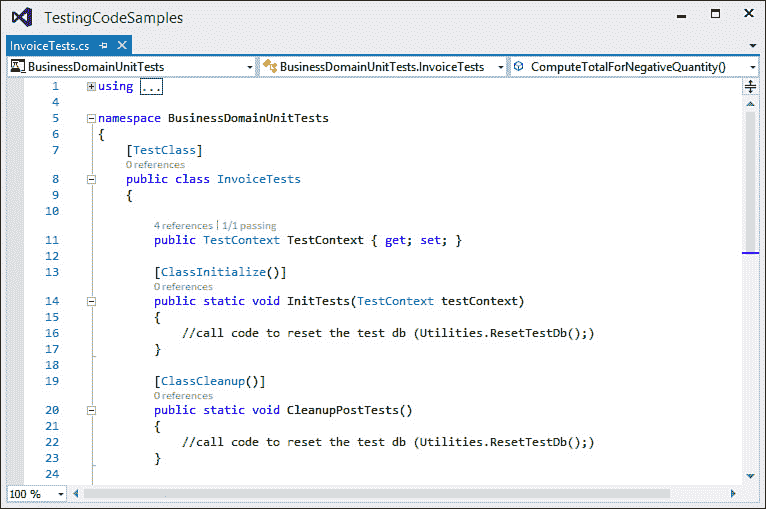 TestingCodeSamples
InvoiceTests.cs
BusinessDomainUnitTests BusinessDomainUnitTests.InvoiceTests ComputeTotalForNegativeQuantity()
1 using ...
4
5 namespace BusinessDomainUnitTests
6 {
7 [TestClass]
0 references
8 public class InvoiceTests
9 {
10
4 references | 1/1 passing
11 public TestContext TestContext { get; set; }
12
13 [ClassInitialize()]
0 references
14 public static void InitTests(TestContext testContext)
15 {
16 //call code to reset the test db (Utilities.ResetTestDb();)
17 }
18
19 [ClassCleanup()]
0 references
20 public static void CleanupPostTests()
21 {
22 //call code to reset the test db (Utilities.ResetTestDb();)
23 }
24
100 %